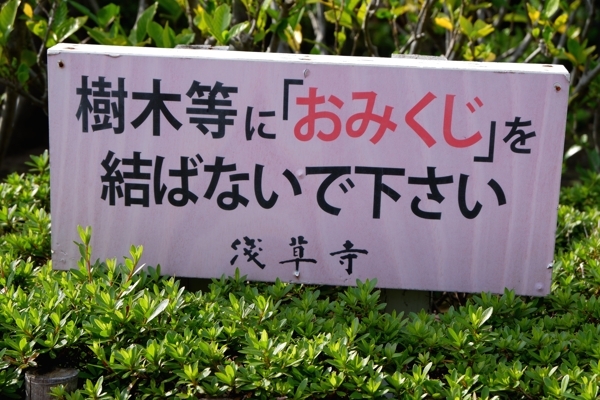 樹木等に「おみくじ」を
結ばないで下さい
浅草寺